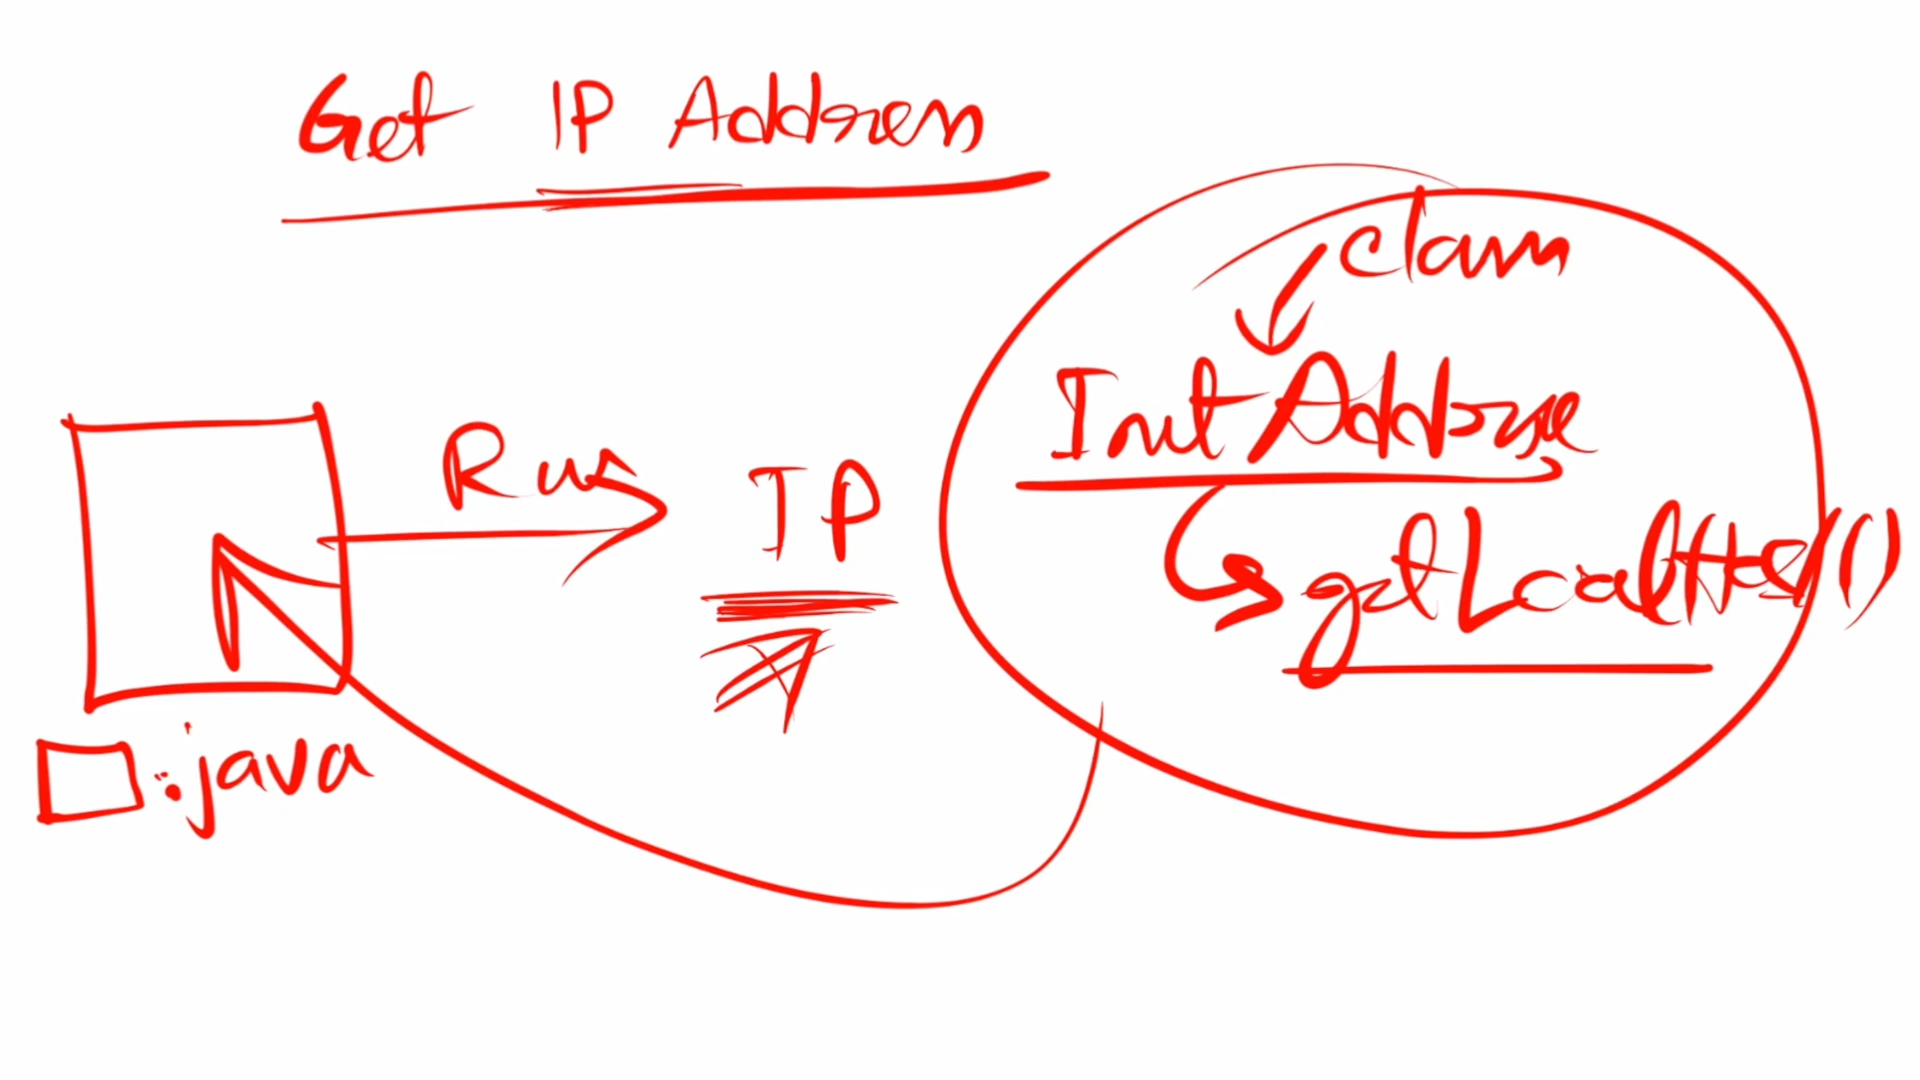 Get IP Address
class
InetAddress
Run
IP
getLocalHost()
.java